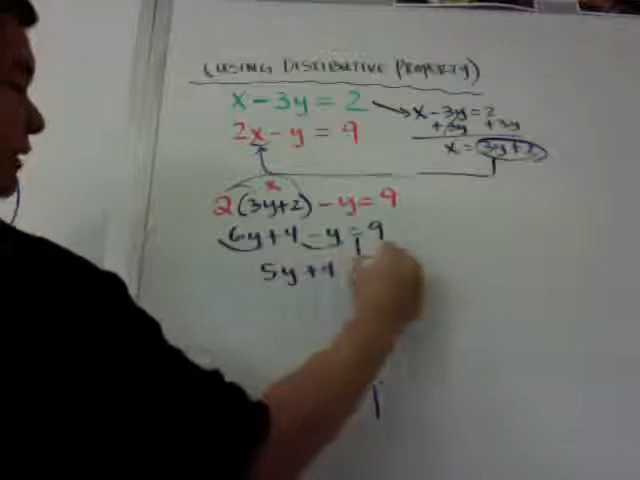 (USING DISTIBUTIVE PROPERTY)
x - 3y = 2
2x - y = 9
x - 3y = 2
+3y +3y
x = 3y + 2
x
2(3y+2) - y = 9
6y + 4 - y = 9
5y + 4